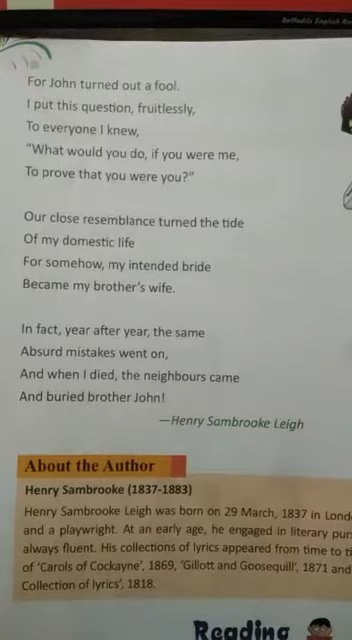 Daffodils English Re
For John turned out a fool.
I put this question, fruitlessly,
To everyone I knew,
“What would you do, if you were me,
To prove that you were you?”
Our close resemblance turned the tide
Of my domestic life
For somehow, my intended bride
Became my brother's wife.
In fact, year after year, the same
Absurd mistakes went on,
And when I died, the neighbours came
And buried brother John!
—Henry Sambrooke Leigh
About the Author
Henry Sambrooke (1837-1883)
Henry Sambrooke Leigh was born on 29 March, 1837 in Lond
and a playwright. At an early age, he engaged in literary pur
always fluent. His collections of lyrics appeared from time to ti
of ‘Carols of Cockayne’, 1869, ‘Gillott and Goosequill’, 1871 and
Collection of lyrics’, 1818.
Reading